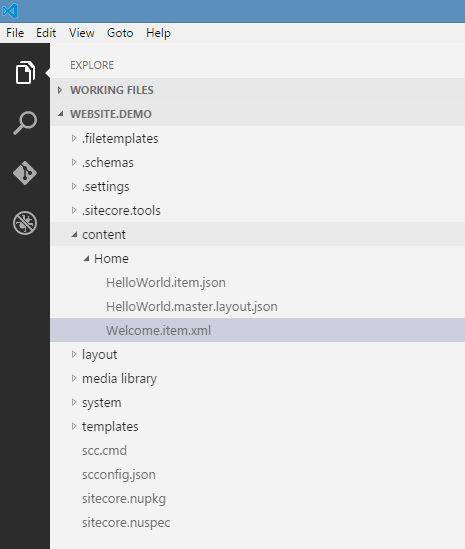 File Edit View Goto Help
EXPLORE
WORKING FILES
WEBSITE.DEMO
.filetemplates
.schemas
.settings
.sitecore.tools
content
Home
HelloWorld.item.json
HelloWorld.master.layout.json
Welcome.item.xml
layout
media library
system
templates
scc.cmd
scconfig.json
sitecore.nupkg
sitecore.nuspec